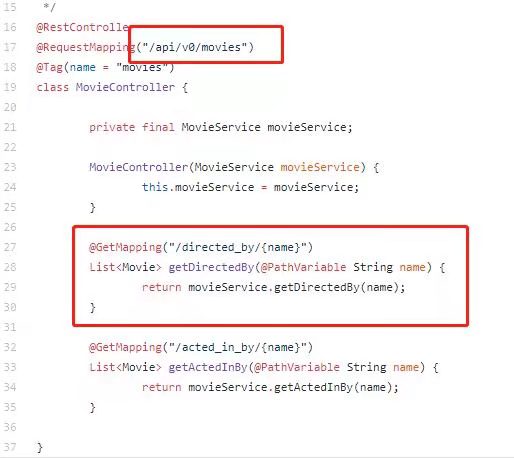 15  */
16 @RestController
17 @RequestMapping("/api/v0/movies")
18 @Tag(name = "movies")
19 class MovieController {
20
21 private final MovieService movieService;
22
23 MovieController(MovieService movieService) {
24 this.movieService = movieService;
25 }
26
27 @GetMapping("/directed_by/{name}")
28 List<Movie> getDirectedBy(@PathVariable String name) {
29 return movieService.getDirectedBy(name);
30 }
31
32 @GetMapping("/acted_in_by/{name}")
33 List<Movie> getActedInBy(@PathVariable String name) {
34 return movieService.getActedInBy(name);
35 }
36
37 }